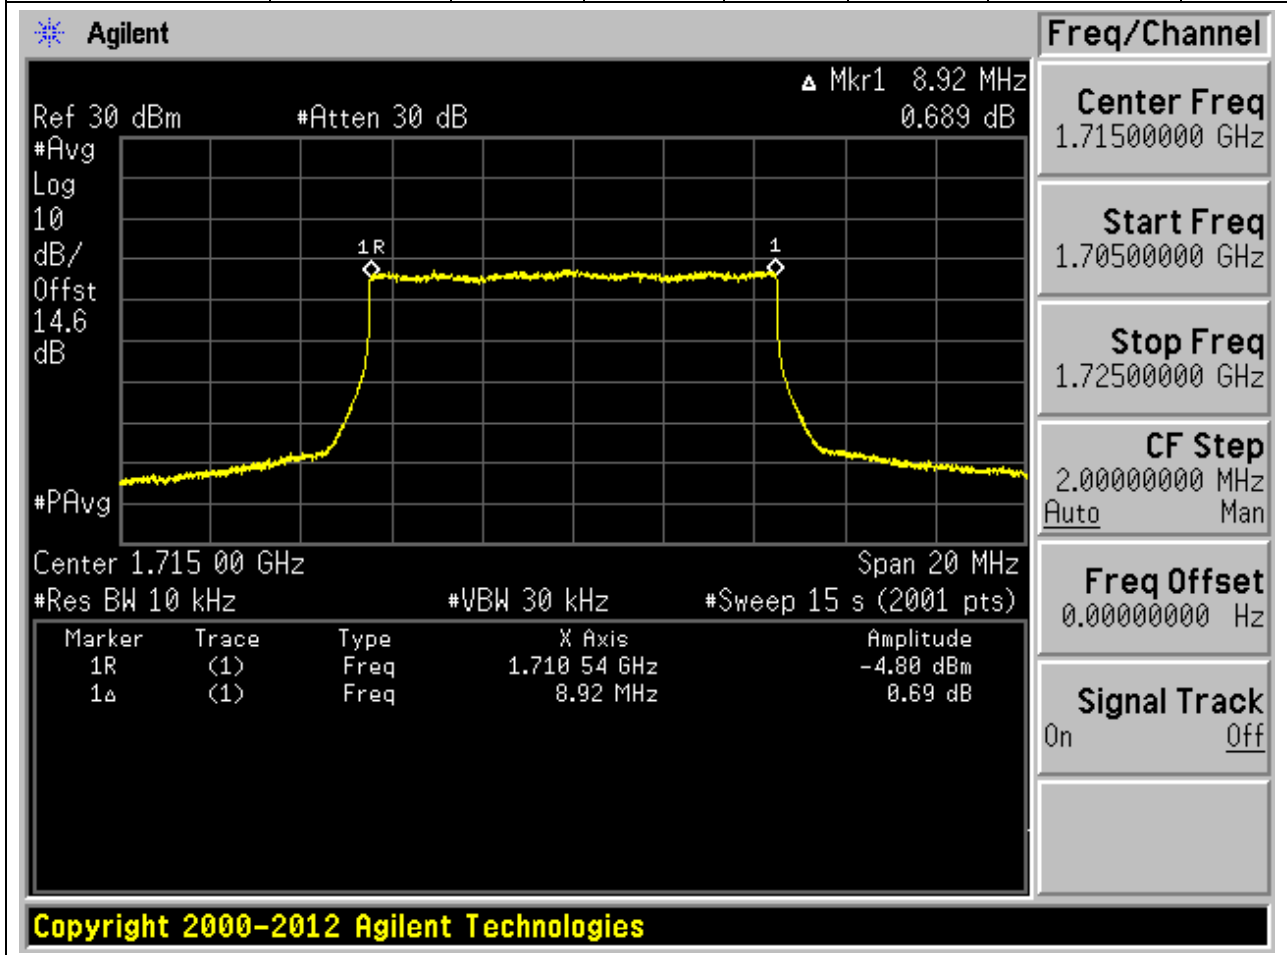 Agilent
Freq/Channel
Δ Mkr1 8.92 MHz
Ref 30 dBm #Atten 30 dB 0.689 dB
#Avg
Log
10
dB/
Offst
14.6
dB
1R
1
#PAvg
Center 1.715 00 GHz Span 20 MHz
#Res BW 10 kHz #VBW 30 kHz #Sweep 15 s (2001 pts)
Marker Trace Type X Axis Amplitude
1R (1) Freq 1.710 54 GHz -4.80 dBm
1Δ (1) Freq 8.92 MHz 0.69 dB
Center Freq
1.71500000 GHz
Start Freq
1.70500000 GHz
Stop Freq
1.72500000 GHz
CF Step
2.00000000 MHz
Auto Man
Freq Offset
0.00000000 Hz
Signal Track
On Off
Copyright 2000-2012 Agilent Technologies